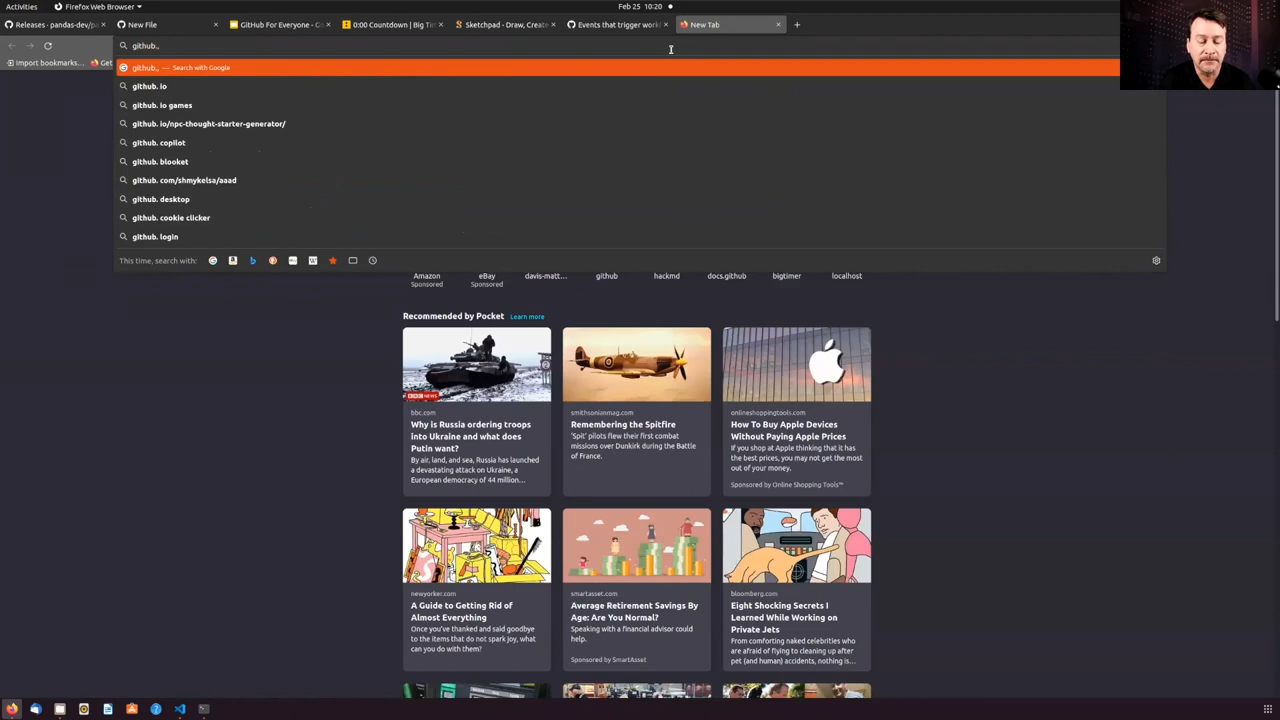 Activities
Firefox Web Browser
Feb 25 10:20
Releases · pandas-dev/pa
New File
GitHub For Everyone - Go
0:00 Countdown | Big Tim
Sketchpad - Draw, Create
Events that trigger workf
New Tab
Import bookmarks...
Get
github.,
github., — Search with Google
github. io
github. io games
github. io/npc-thought-starter-generator/
github. copilot
github. blooket
github. com/shmykelsa/aaad
github. desktop
github. cookie clicker
github. login
This time, search with:
Amazon
Sponsored
eBay
Sponsored
davis-matt...
github
hackmd
docs.github
bigtimer
localhost
Recommended by Pocket
Learn more
BBC NEWS
bbc.com
Why is Russia ordering troops
into Ukraine and what does
Putin want?
By air, land, and sea, Russia has launched
a devastating attack on Ukraine, a
European democracy of 44 million...
smithsonianmag.com
Remembering the Spitfire
'Spit' pilots flew their first combat
missions over Dunkirk during the Battle
of France.
onlineshoppingtools.com
How To Buy Apple Devices
Without Paying Apple Prices
If you shop at Apple thinking that it has
the best prices, you may not get the most
out of your money.
Sponsored by Online Shopping Tools™
newyorker.com
A Guide to Getting Rid of
Almost Everything
Once you've thanked and said goodbye
to the items that do not spark joy, what
can you do with them?
smartasset.com
Average Retirement Savings By
Age: Are You Normal?
Speaking with a financial advisor could
help.
Sponsored by SmartAsset
bloomberg.com
Eight Shocking Secrets I
Learned While Working on
Private Jets
From comforting naked celebrities who
are afraid of flying to cleaning up after
pet (and human) accidents, nothing is...